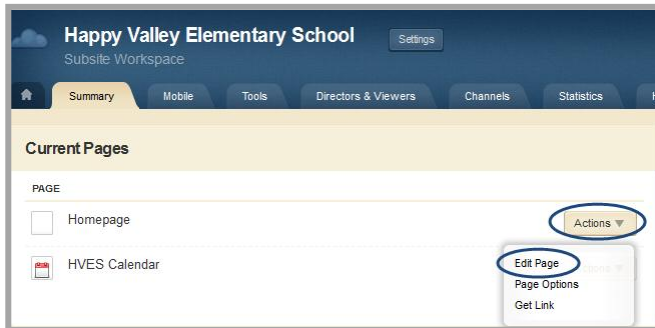 Happy Valley Elementary School Settings
Subsite Workspace
Summary Mobile Tools Directors & Viewers Channels Statistics
Current Pages
PAGE
Homepage Actions
HVES Calendar
Edit Page
Page Options
Get Link